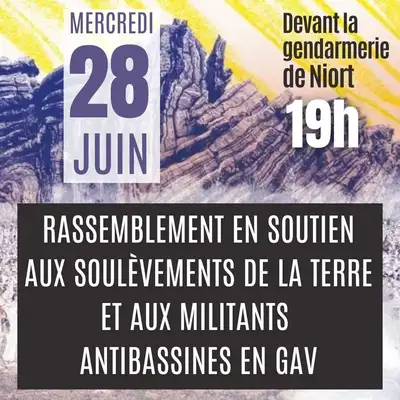 MERCREDI
28
JUIN
Devant la
gendarmerie
de Niort
19h
RASSEMBLEMENT EN SOUTIEN
AUX SOULÈVEMENTS DE LA TERRE
ET AUX MILITANTS
ANTIBASSINES EN GAV